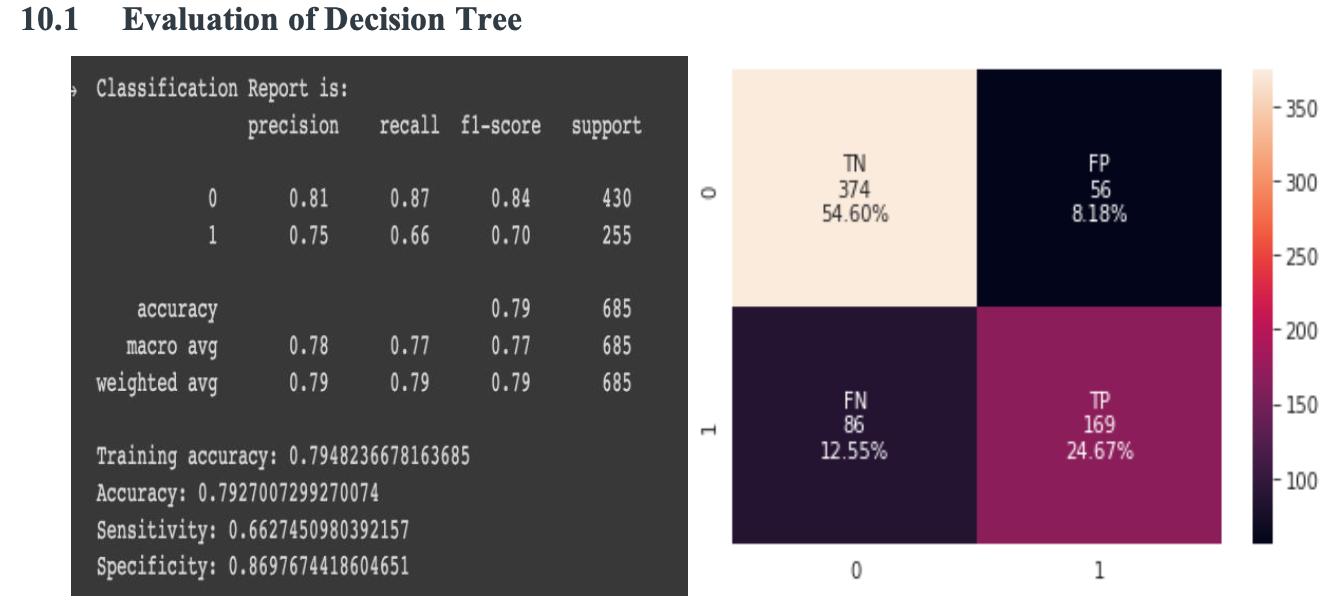 10.1 Evaluation of Decision Tree
Classification Report is:
precision recall f1-score support
0 0.81 0.87 0.84 430
1 0.75 0.66 0.70 255
accuracy 0.79 685
macro avg 0.78 0.77 0.77 685
weighted avg 0.79 0.79 0.79 685
Training accuracy: 0.7948236678163685
Accuracy: 0.7927007299270074
Sensitivity: 0.6627450980392157
Specificity: 0.8697674418604651
0
TN
374
54.60%
FP
56
8.18%
1
FN
86
12.55%
TP
169
24.67%
0 1
350
300
250
200
150
100